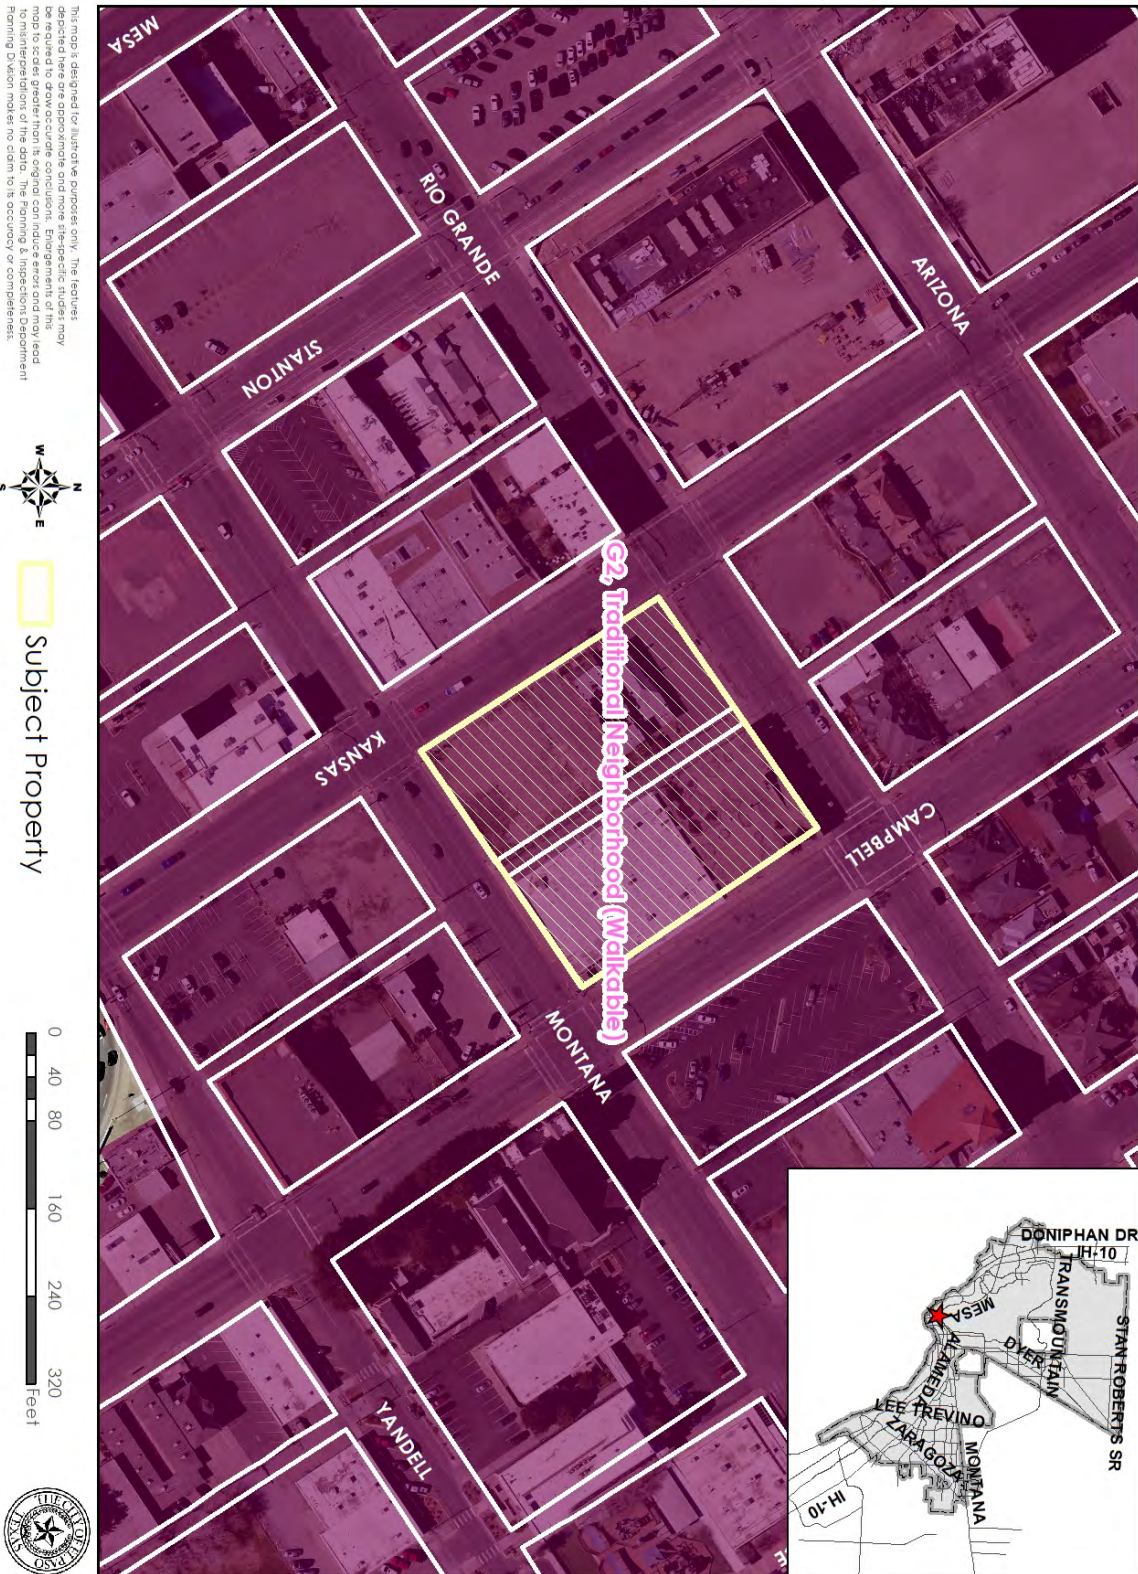 This map is designed for illustrative purposes only. The features
depicted here are approximate and more site-specific studies may
be required to draw accurate conclusions. Enlargements of this
map to scales greater than its original can induce errors and may lead
to misinterpretations of the data. The Planning & Inspections Department
Planning Division makes no claim to its accuracy or completeness.
N
W
E
S
Subject Property
0 40 80 160 240 320
Feet
THE CITY OF EL PASO
TEXAS
MESA
RIO GRANDE
ARIZONA
STANTON
G2, Traditional Neighborhood (Walkable)
KANSAS
CAMPBELL
MONTANA
YANDELL
DONIPHAN DR
IH-10
TRANSMOUNTAIN
STAN ROBERTS SR
MESA
DYER
ALAMEDA
LEE TREVINO
ZARAGOZA
MONTANA
IH-10